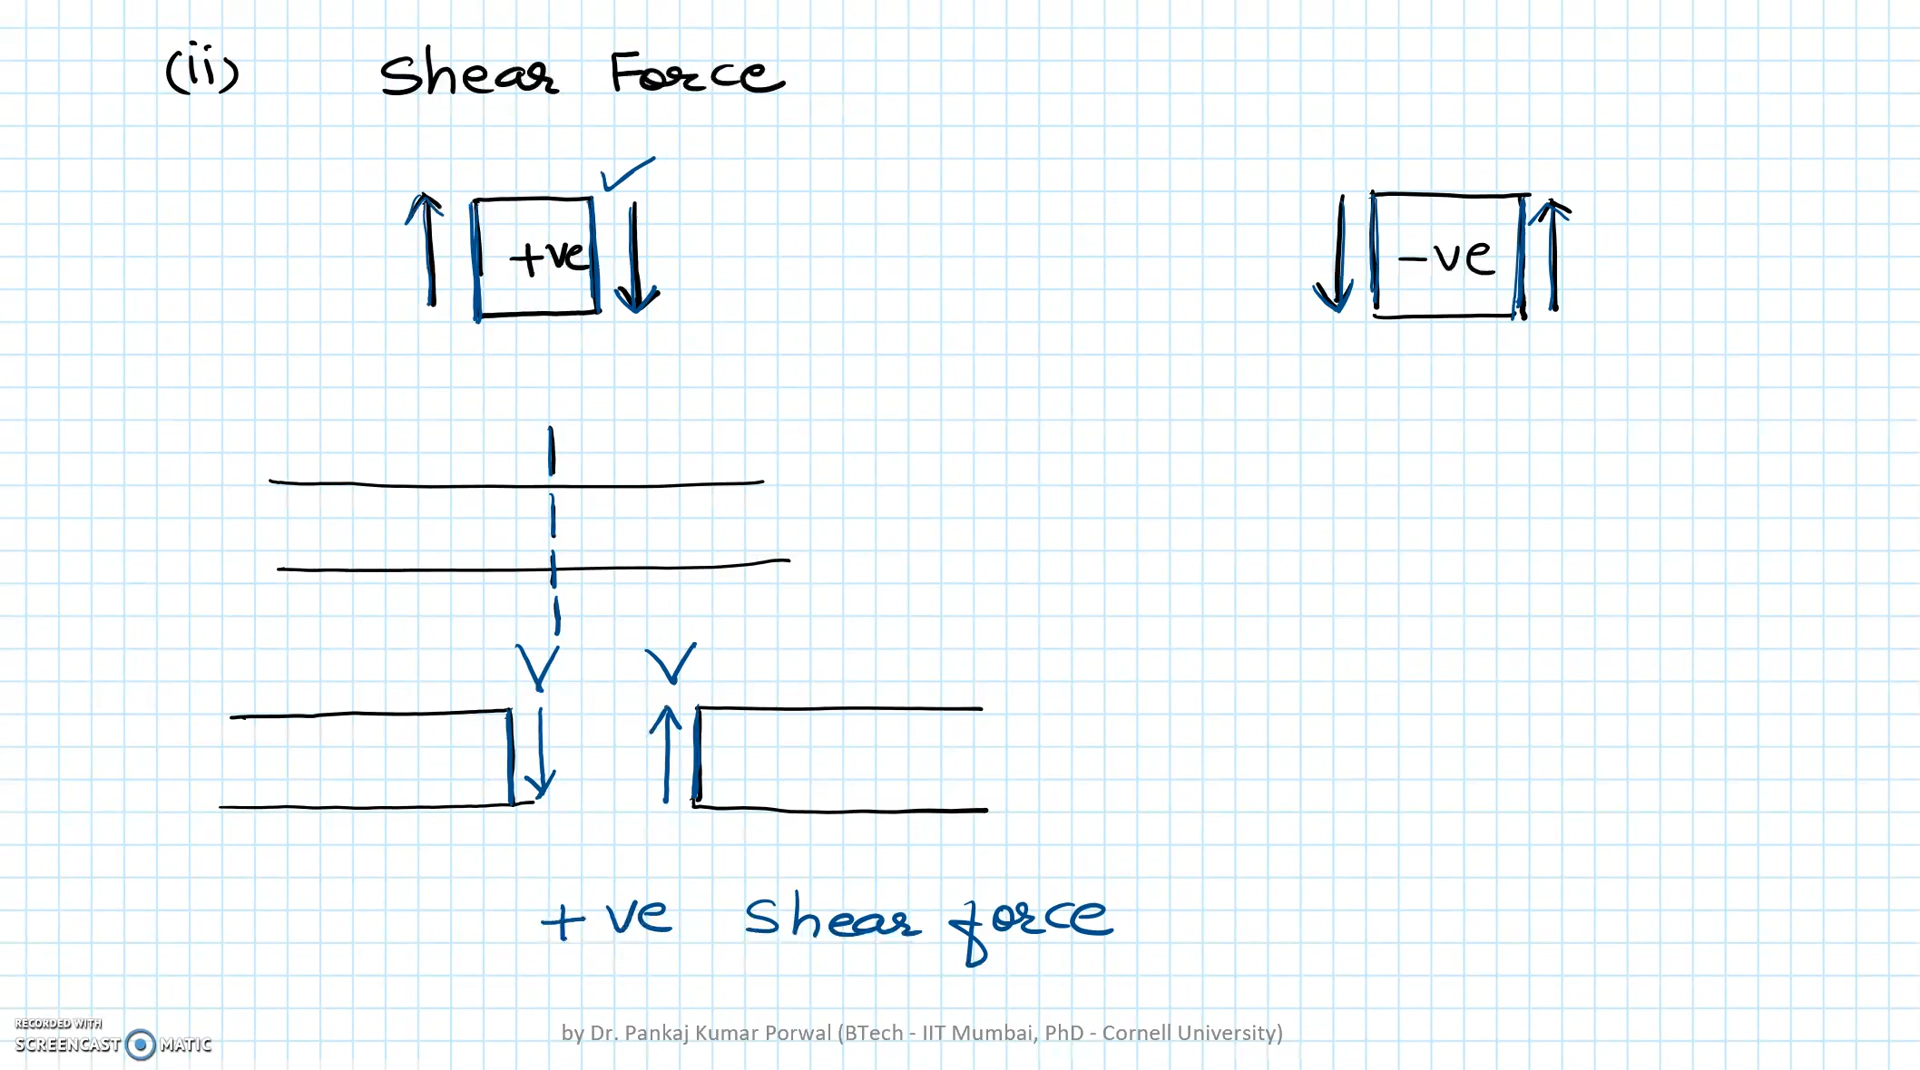 (ii) Shear Force
+ve
-ve
V V
+ve Shear force
RECORDED WITH
SCREENCAST MATIC
by Dr. Pankaj Kumar Porwal (BTech - IIT Mumbai, PhD - Cornell University)